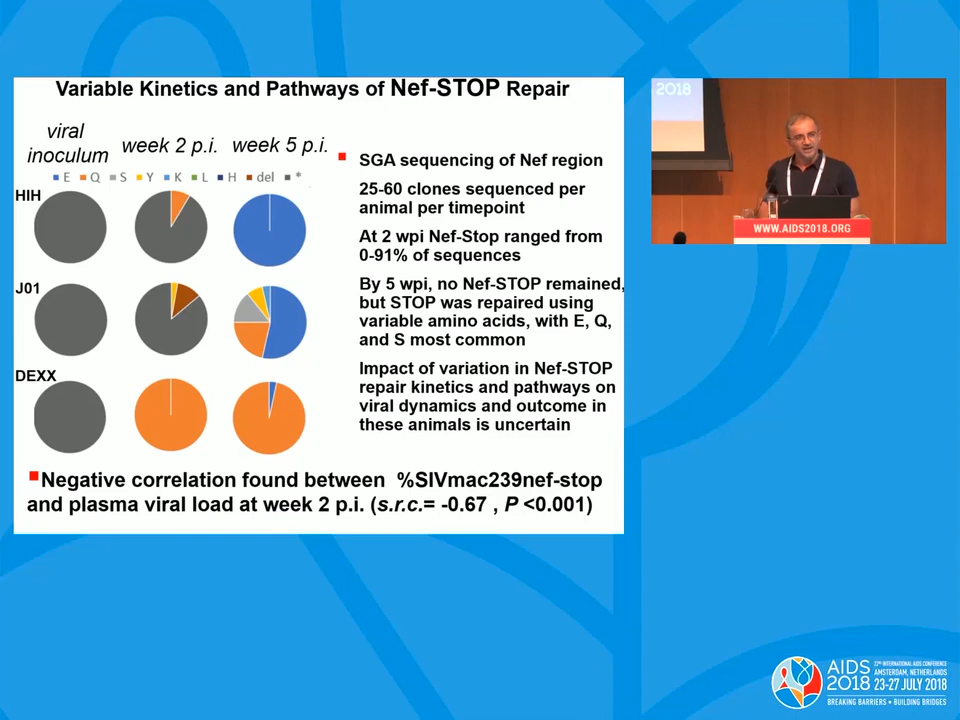 Variable Kinetics and Pathways of Nef-STOP Repair
viral
inoculum
week 2 p.i.
week 5 p.i.
E Q S Y K L H del *
HIH
J01
DEXX
SGA sequencing of Nef region
25-60 clones sequenced per
animal per timepoint
At 2 wpi Nef-Stop ranged from
0-91% of sequences
By 5 wpi, no Nef-STOP remained,
but STOP was repaired using
variable amino acids, with E, Q,
and S most common
Impact of variation in Nef-STOP
repair kinetics and pathways on
viral dynamics and outcome in
these animals is uncertain
Negative correlation found between %SIVmac239nef-stop
and plasma viral load at week 2 p.i. (s.r.c.= -0.67 , P <0.001)
2018
WWW.AIDS2018.ORG
AIDS
2018
22ND INTERNATIONAL AIDS CONFERENCE
AMSTERDAM, NETHERLANDS
23-27 JULY 2018
BREAKING BARRIERS • BUILDING BRIDGES